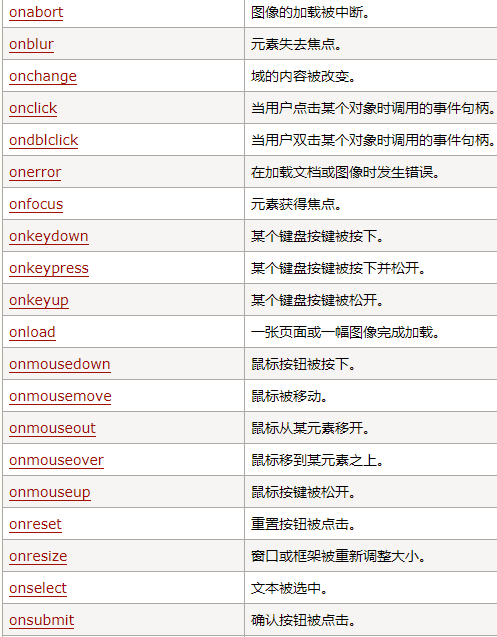 onabort 图像的加载被中断。
onblur 元素失去焦点。
onchange 域的内容被改变。
onclick 当用户点击某个对象时调用的事件句柄。
ondblclick 当用户双击某个对象时调用的事件句柄。
onerror 在加载文档或图像时发生错误。
onfocus 元素获得焦点。
onkeydown 某个键盘按键被按下。
onkeypress 某个键盘按键被按下并松开。
onkeyup 某个键盘按键被松开。
onload 一张页面或一幅图像完成加载。
onmousedown 鼠标按钮被按下。
onmousemove 鼠标被移动。
onmouseout 鼠标从某元素移开。
onmouseover 鼠标移到某元素之上。
onmouseup 鼠标按键被松开。
onreset 重置按钮被点击。
onresize 窗口或框架被重新调整大小。
onselect 文本被选中。
onsubmit 确认按钮被点击。